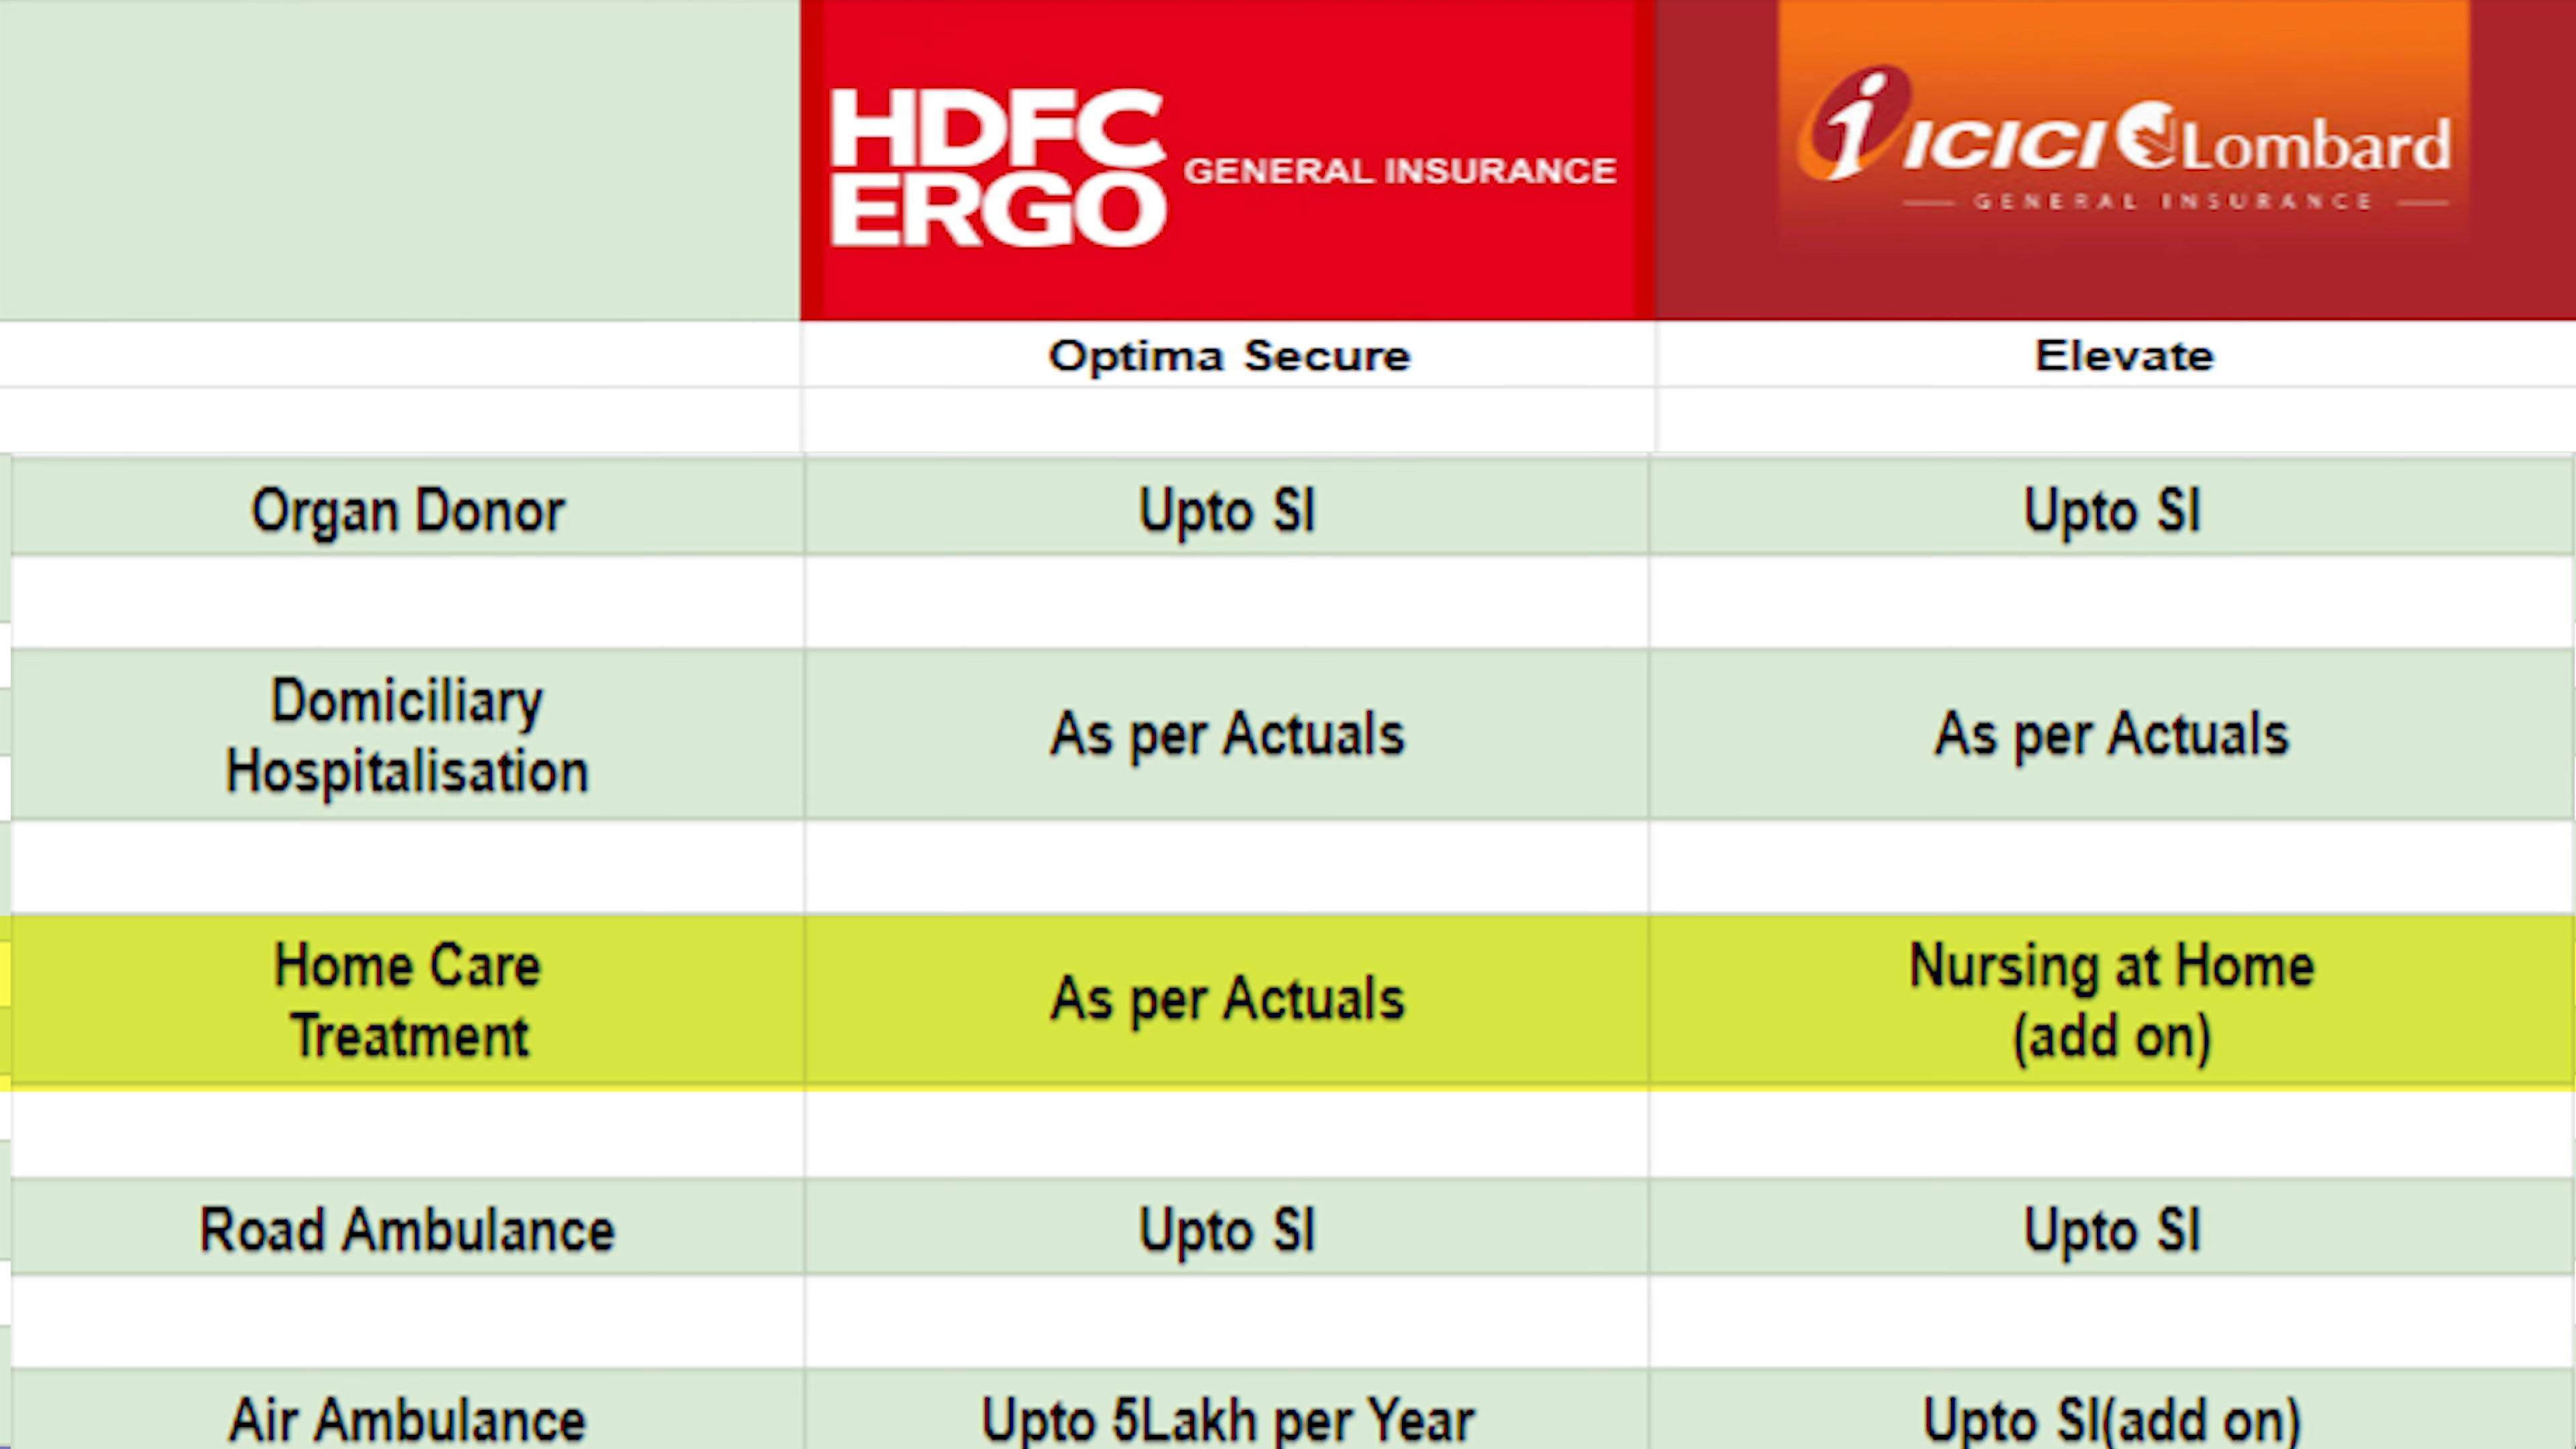 HDFC
ERGO GENERAL INSURANCE
i ICICI Lombard
GENERAL INSURANCE
Optima Secure Elevate
Organ Donor Upto SI Upto SI
Domiciliary
Hospitalisation As per Actuals As per Actuals
Home Care
Treatment As per Actuals Nursing at Home
(add on)
Road Ambulance Upto SI Upto SI
Air Ambulance Upto 5Lakh per Year Upto SI(add on)